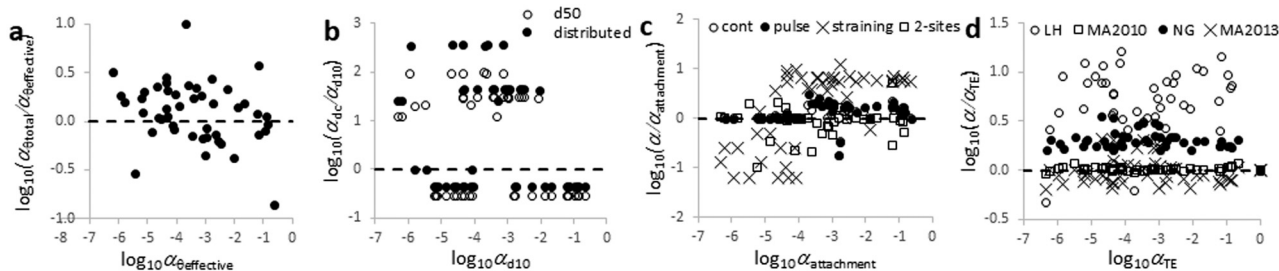 a
log10(αθtotal/αθeffective)
1.0
0.5
0.0
-0.5
-1.0
-8 -7 -6 -5 -4 -3 -2 -1 0
log10αθeffective
b
○ d50
● distributed
log10(αdc/αd10)
3
2
1
0
-1
-7 -6 -5 -4 -3 -2 -1 0
log10αd10
c
○ cont ● pulse × straining □ 2-sites
log10(α/αattachment)
2
1
0
-1
-2
-7 -6 -5 -4 -3 -2 -1 0
log10αattachment
d
○ LH □ MA2010 ● NG × MA2013
log10(α/αTE)
1.5
1.0
0.5
0.0
-0.5
-7 -6 -5 -4 -3 -2 -1 0
log10αTE